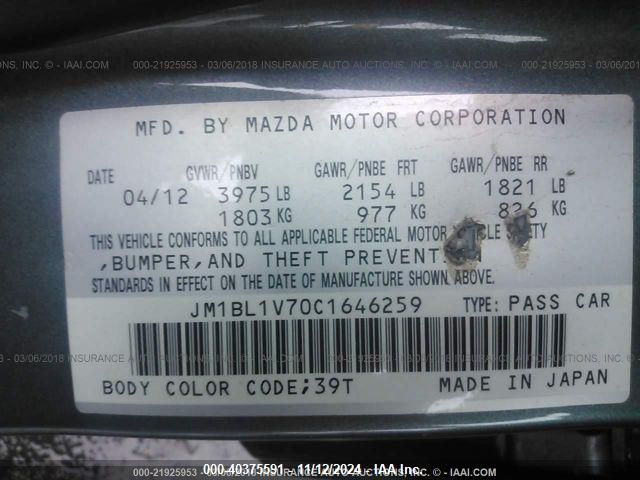 000-21925953 - 03/06/2018 INSURANCE AUTO AUCTIONS, INC. © - IAAI.COM
MFD. BY MAZDA MOTOR CORPORATION
DATE GVWR/PNBV GAWR/PNBE FRT GAWR/PNBE RR
04/12 3975 LB 2154 LB 1821 LB
1803 KG 977 KG 826 KG
THIS VEHICLE CONFORMS TO ALL APPLICABLE FEDERAL MOTOR
,BUMPER,AND THEFT
STANDARDS IN EFFECT ON THE DATE OF MANUFACTURE SHOWN ABOVE.
JM1BL1V70C1646259 TYPE: PASS CAR
BODY COLOR CODE;39T MADE IN JAPAN
000-40375591 - 11/12/2024 - IAA Inc.